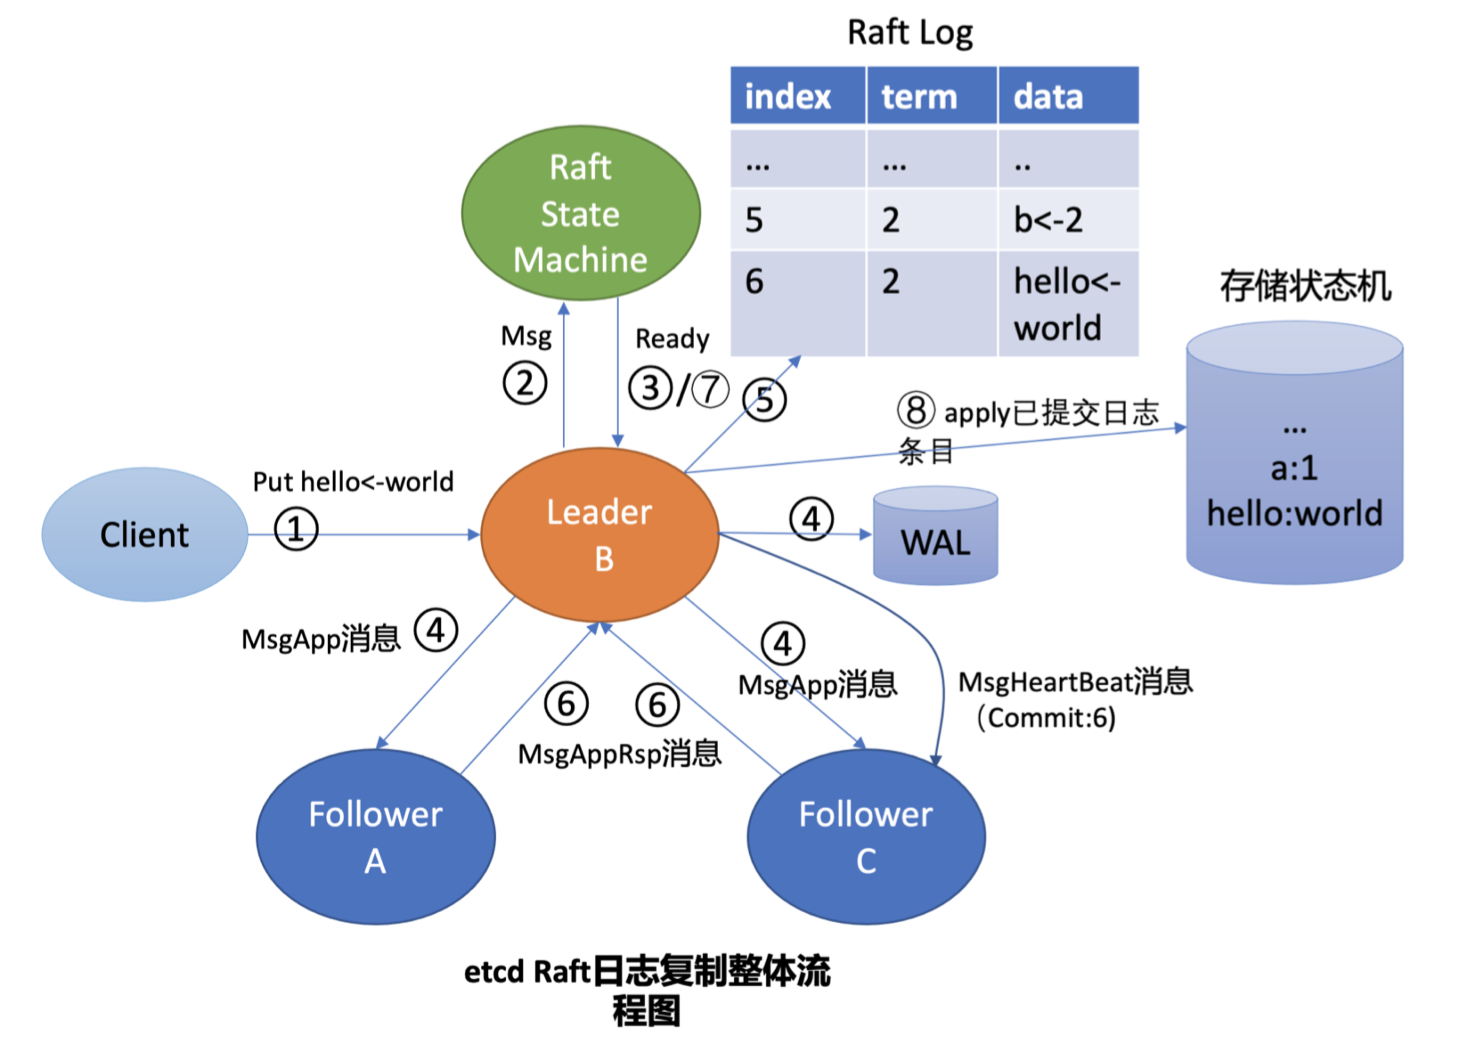 Raft Log
index term data
... ... ..
5 2 b<-2
6 2 hello<-
world
Raft
State
Machine
Msg
②
Ready
③/⑦
⑤
存储状态机
...
a:1
hello:world
⑧ apply已提交日志
条目
Client
Put hello<-world
①
Leader
B
④
WAL
MsgApp消息 ④
④
MsgApp消息
MsgHeartBeat消息
（Commit:6)
⑥ ⑥
MsgAppRsp消息
Follower
A
Follower
C
etcd Raft日志复制整体流
程图